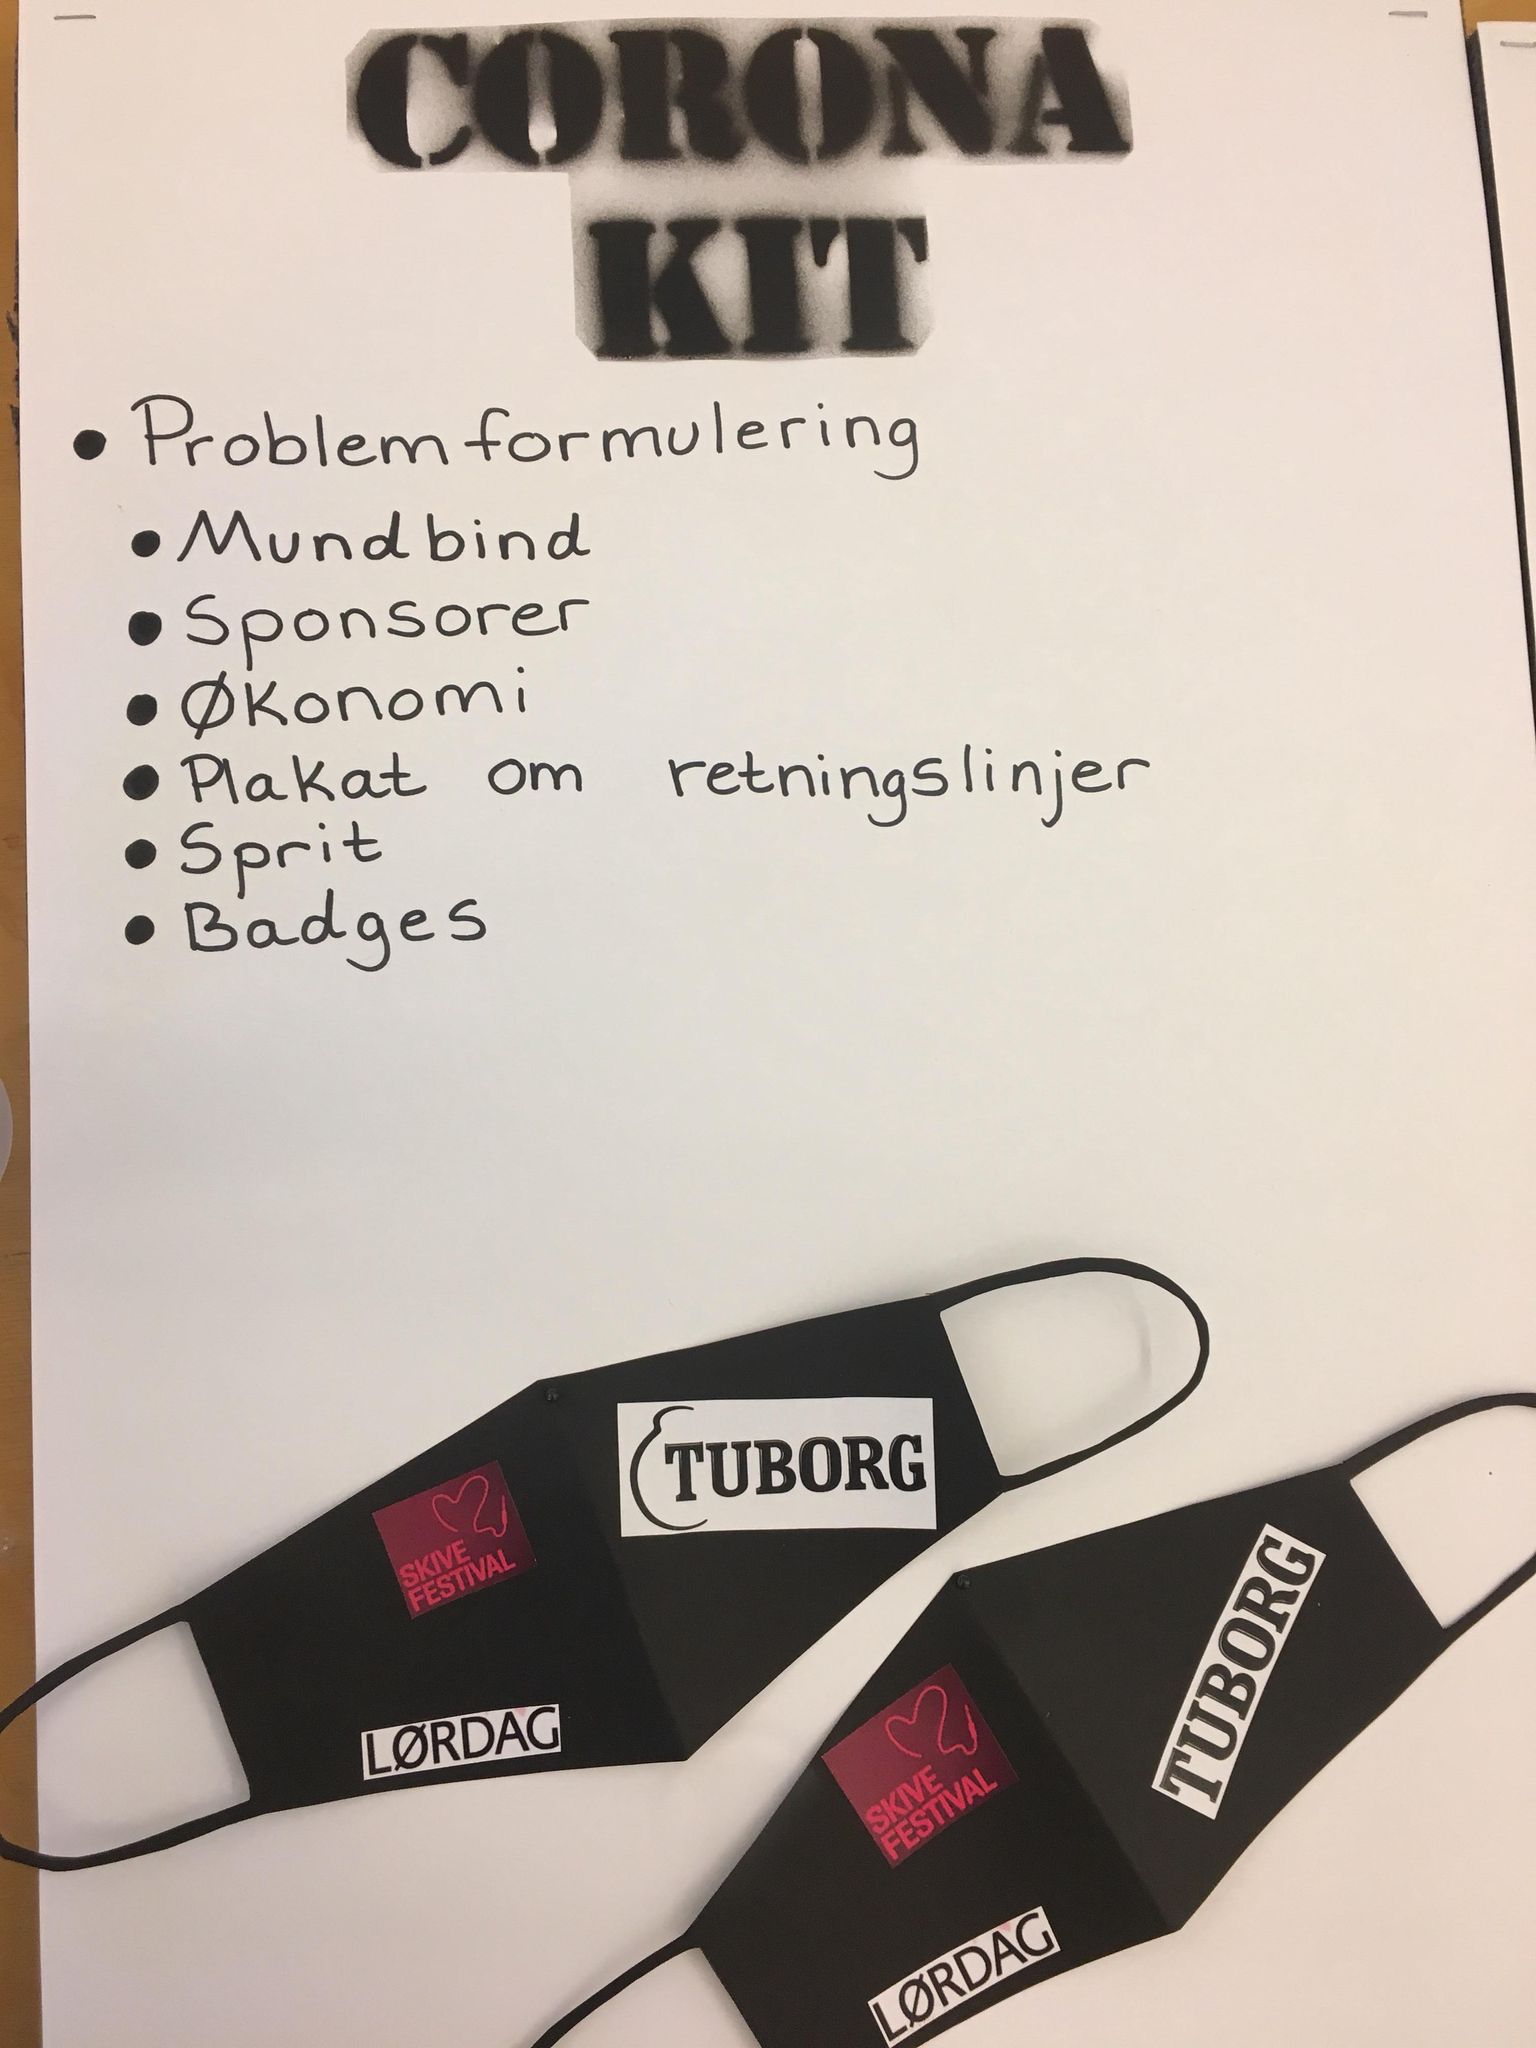 CORONA
KIT
• Problemformulering
• Mundbind
• Sponsorer
• Økonomi
• Plakat om retningslinjer
• Sprit
• Badges
TUBORG
SKIVE
FESTIVAL
LØRDAG
TUBORG
SKIVE
FESTIVAL
LØRDAG